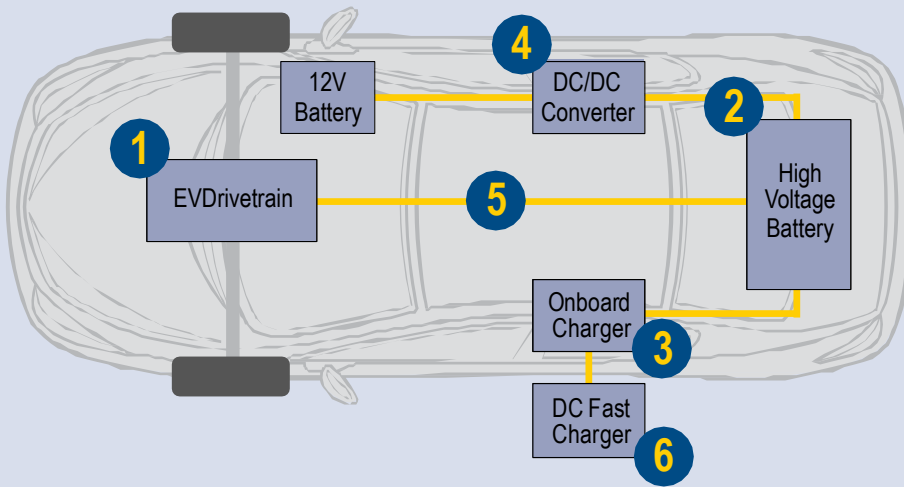 4
12V
Battery
DC/DC
Converter
2
1
EVDrivetrain
5
High
Voltage
Battery
Onboard
Charger
3
DC Fast
Charger
6